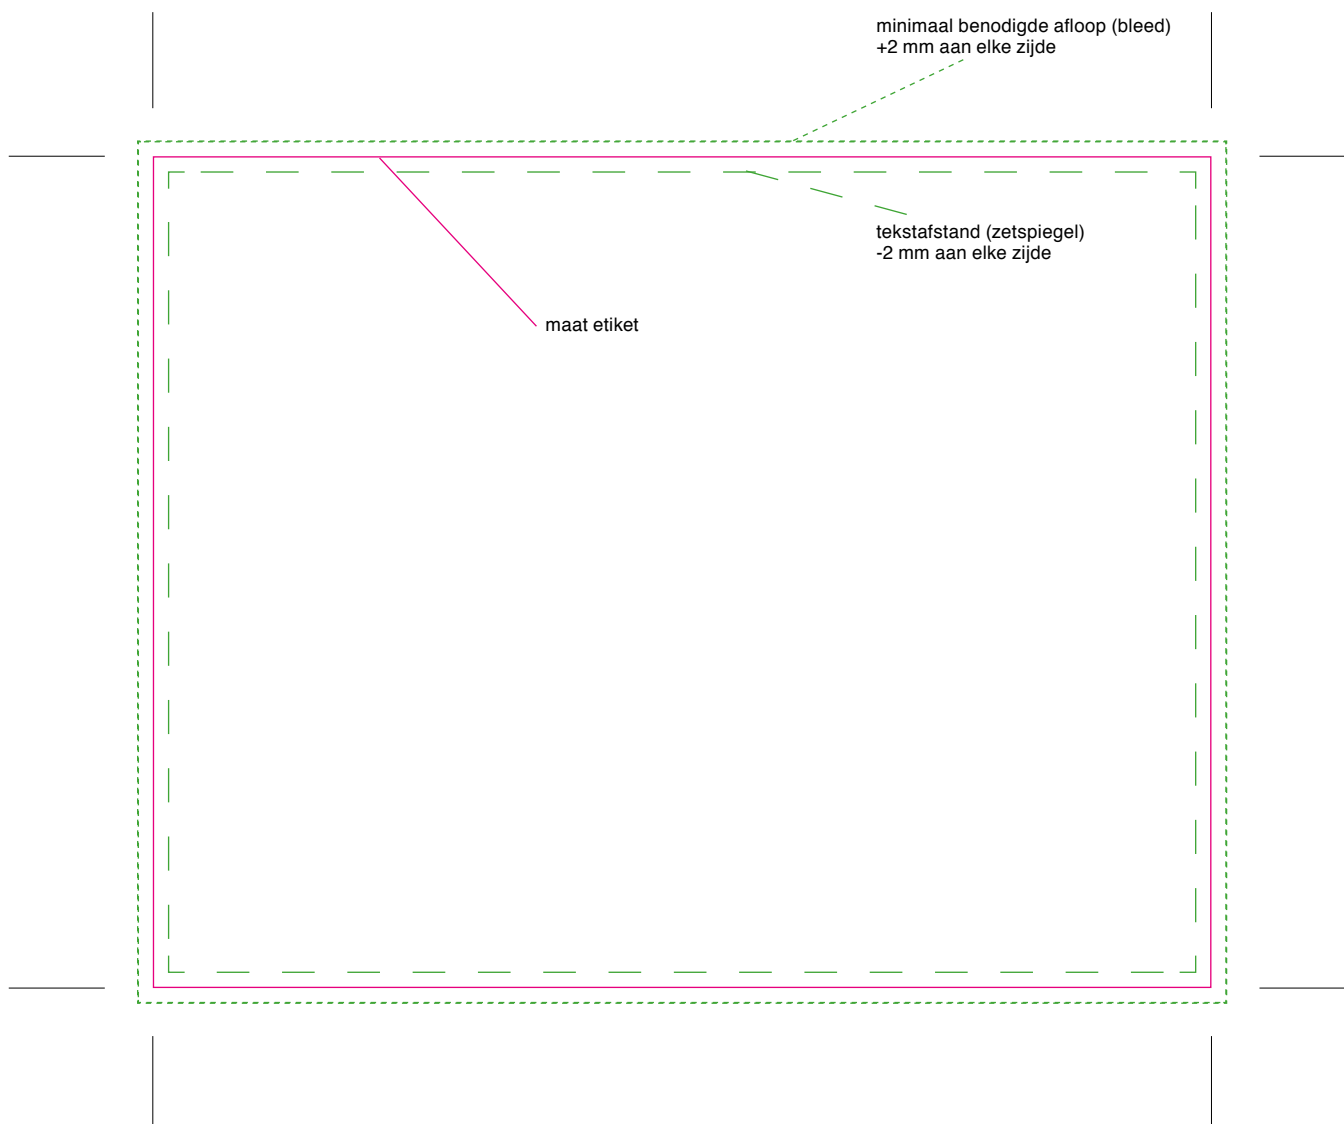 minimaal benodigde afloop (bleed)
+2 mm aan elke zijde
tekstafstand (zetspiegel)
-2 mm aan elke zijde
maat etiket